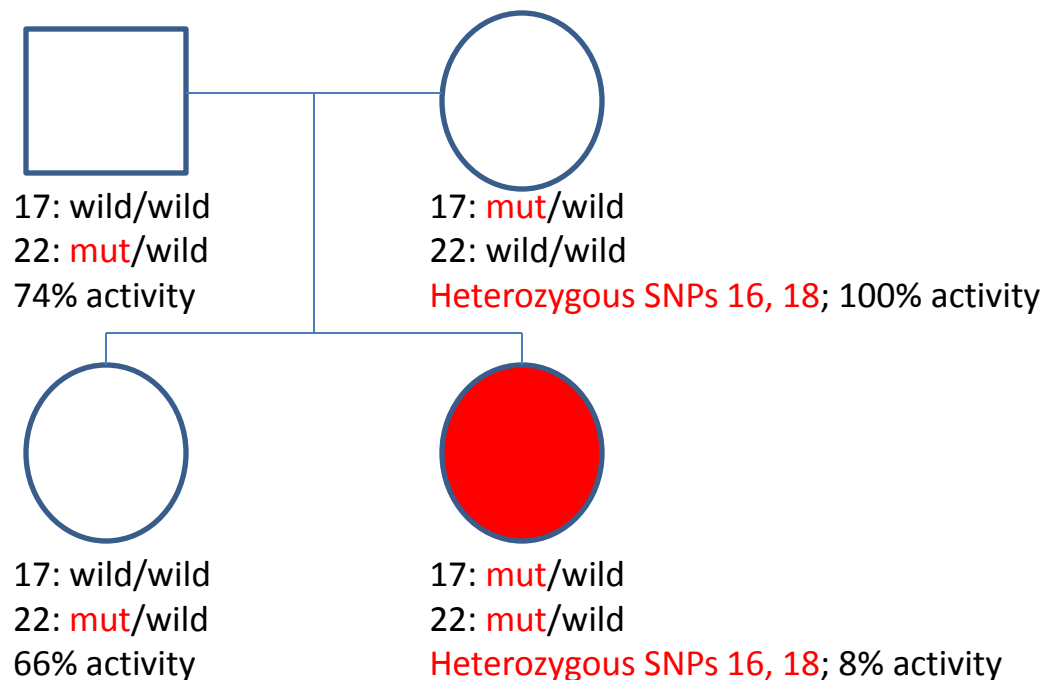 17: wild/wild
22: mut/wild
74% activity
17: mut/wild
22: wild/wild
Heterozygous SNPs 16, 18; 100% activity
17: wild/wild
22: mut/wild
66% activity
17: mut/wild
22: mut/wild
Heterozygous SNPs 16, 18; 8% activity